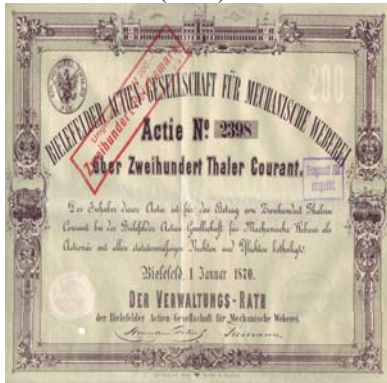 200
BIELEFELDER ACTIEN-GESELLSCHAFT FÜR MECHANISCHE WEBEREI
Actie No 2398
über Zweihundert Thaler Courant.
Der Inhaber dieser Actie ist für den Betrag von Zweihundert Thalern
Courant bei der Bielefelder Actien Gesellschaft für Mechanische Weberei als
Actionär mit allen statutenmässigen Rechten und Pflichten betheiligt.
Bielefeld, 1 Januar 1870.
DER VERWALTUNGS-RATH
der Bielefelder Actien-Gesellschaft für Mechanische Weberei.